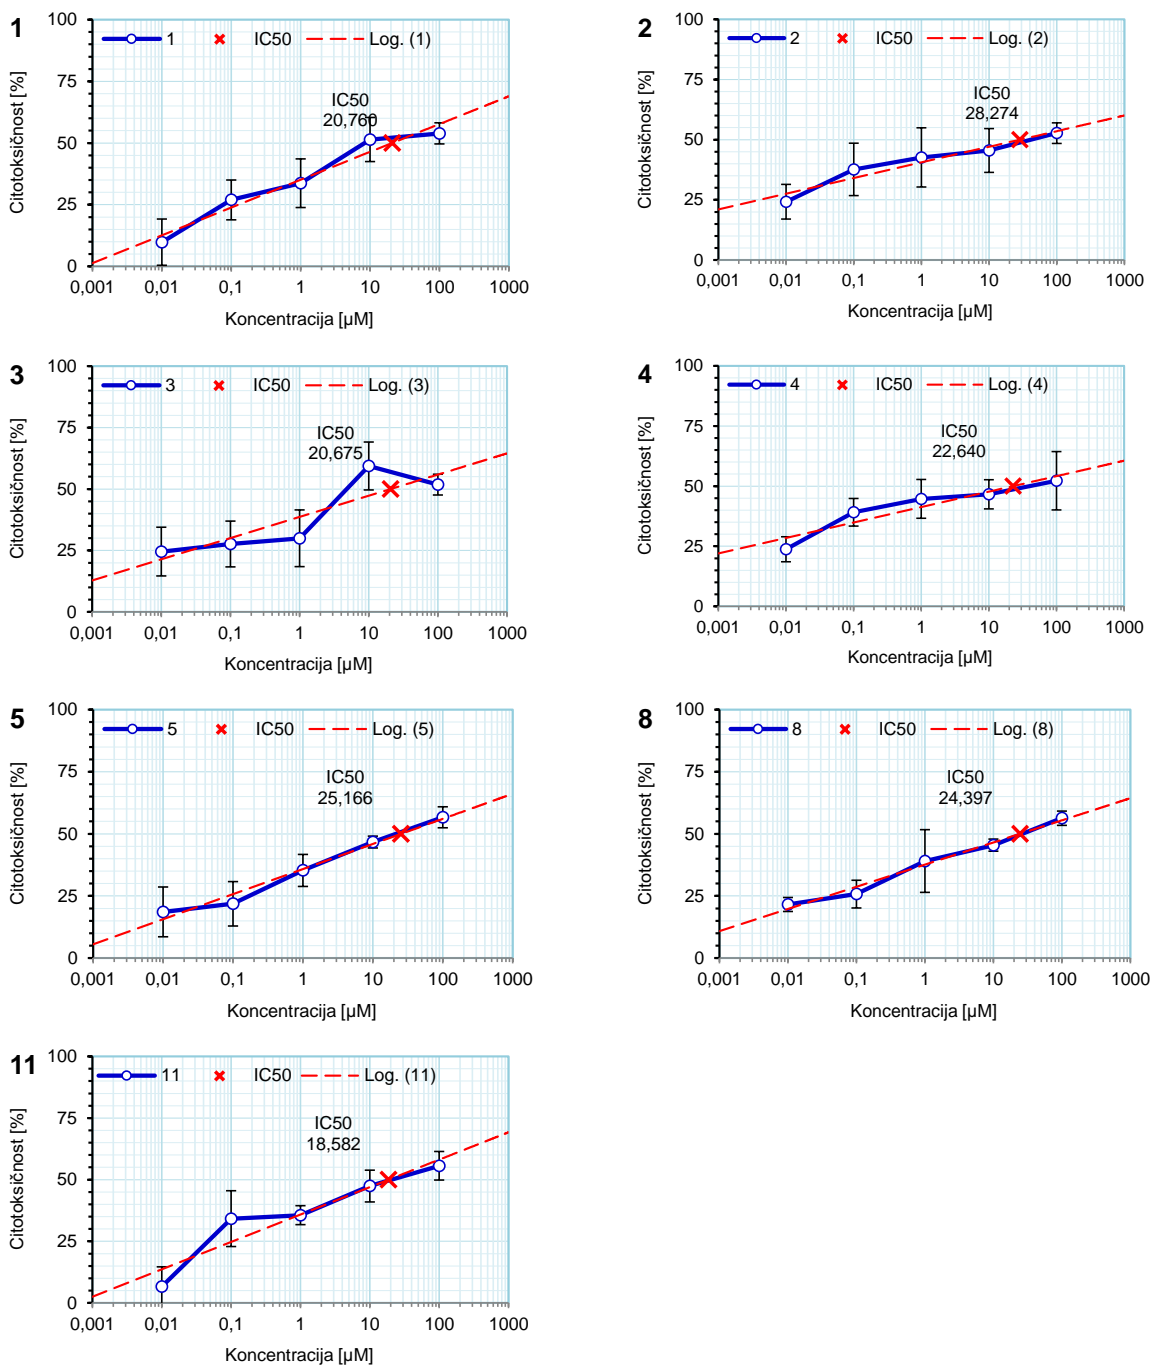 1
1 IC50 Log. (1)
Citotoksičnost [%]
100
75
50
25
0
IC50
20,760
0,001 0,01 0,1 1 10 100 1000
Koncentracija [µM]
2
2 IC50 Log. (2)
Citotoksičnost [%]
100
75
50
25
0
IC50
28,274
0,001 0,01 0,1 1 10 100 1000
Koncentracija [µM]
3
3 IC50 Log. (3)
Citotoksičnost [%]
100
75
50
25
0
IC50
20,675
0,001 0,01 0,1 1 10 100 1000
Koncentracija [µM]
4
4 IC50 Log. (4)
Citotoksičnost [%]
100
75
50
25
0
IC50
22,640
0,001 0,01 0,1 1 10 100 1000
Koncentracija [µM]
5
5 IC50 Log. (5)
Citotoksičnost [%]
100
75
50
25
0
IC50
25,166
0,001 0,01 0,1 1 10 100 1000
Koncentracija [µM]
8
8 IC50 Log. (8)
Citotoksičnost [%]
100
75
50
25
0
IC50
24,397
0,001 0,01 0,1 1 10 100 1000
Koncentracija [µM]
11
11 IC50 Log. (11)
Citotoksičnost [%]
100
75
50
25
0
IC50
18,582
0,001 0,01 0,1 1 10 100 1000
Koncentracija [µM]